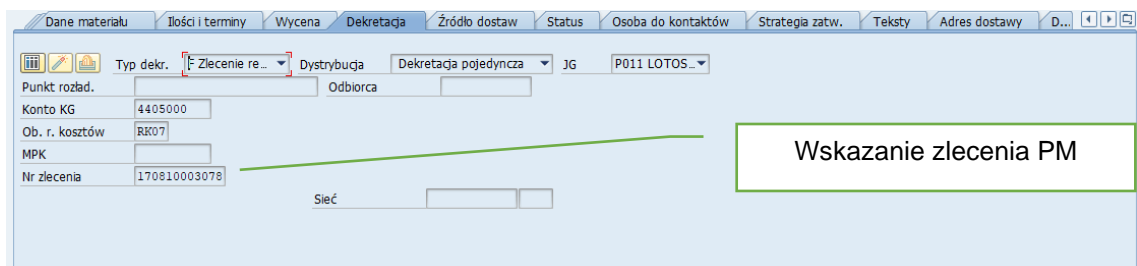 Dane materiału Ilości i terminy Wycena Dekretacja Źródło dostaw Status Osoba do kontaktów Strategia zatw. Teksty Adres dostawy D...
Typ dekr. F Zlecenie re... Dystrybucja Dekretacja pojedyncza JG P011 LOTOS...
Punkt rozład. Odbiorca
Konto KG 4405000
Ob. r. kosztów RK07
MPK
Nr zlecenia 170810003078
Sieć
Wskazanie zlecenia PM